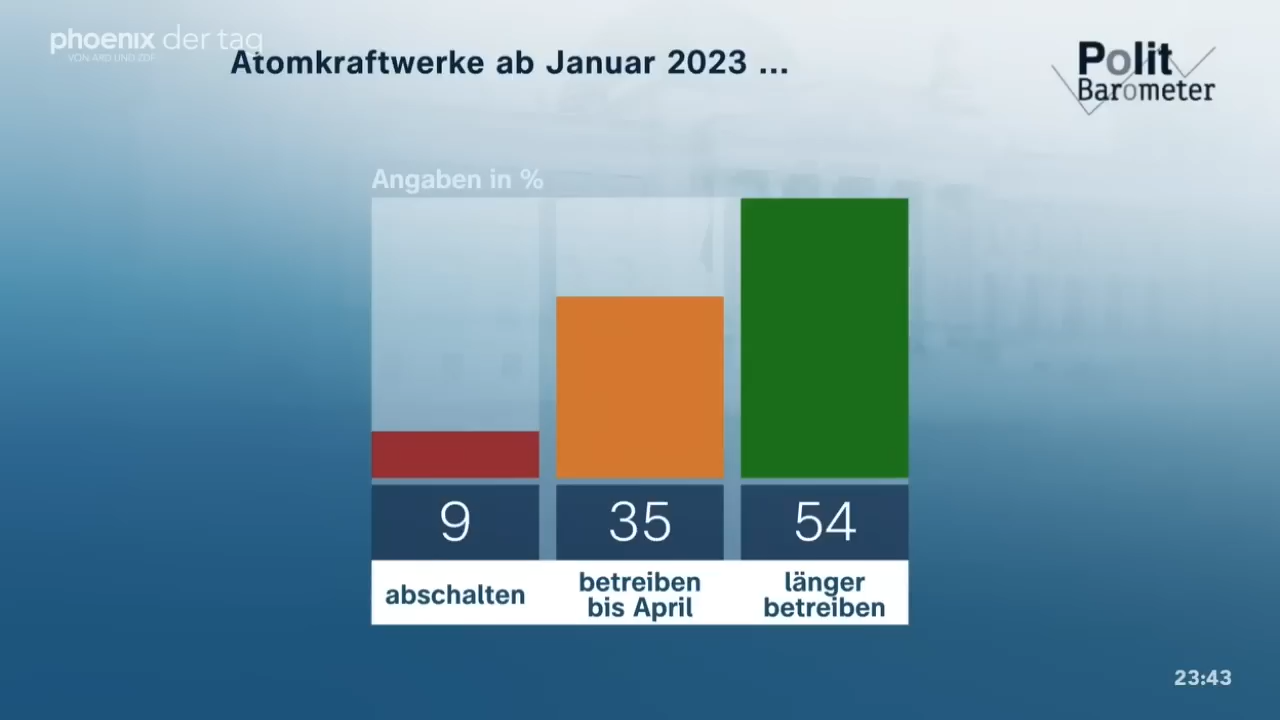 phoenix der tag
VON ARD UND ZDF
Atomkraftwerke ab Januar 2023 ...
Polit
Barometer
Angaben in %
9
35
54
abschalten
betreiben
bis April
länger
betreiben
23:43